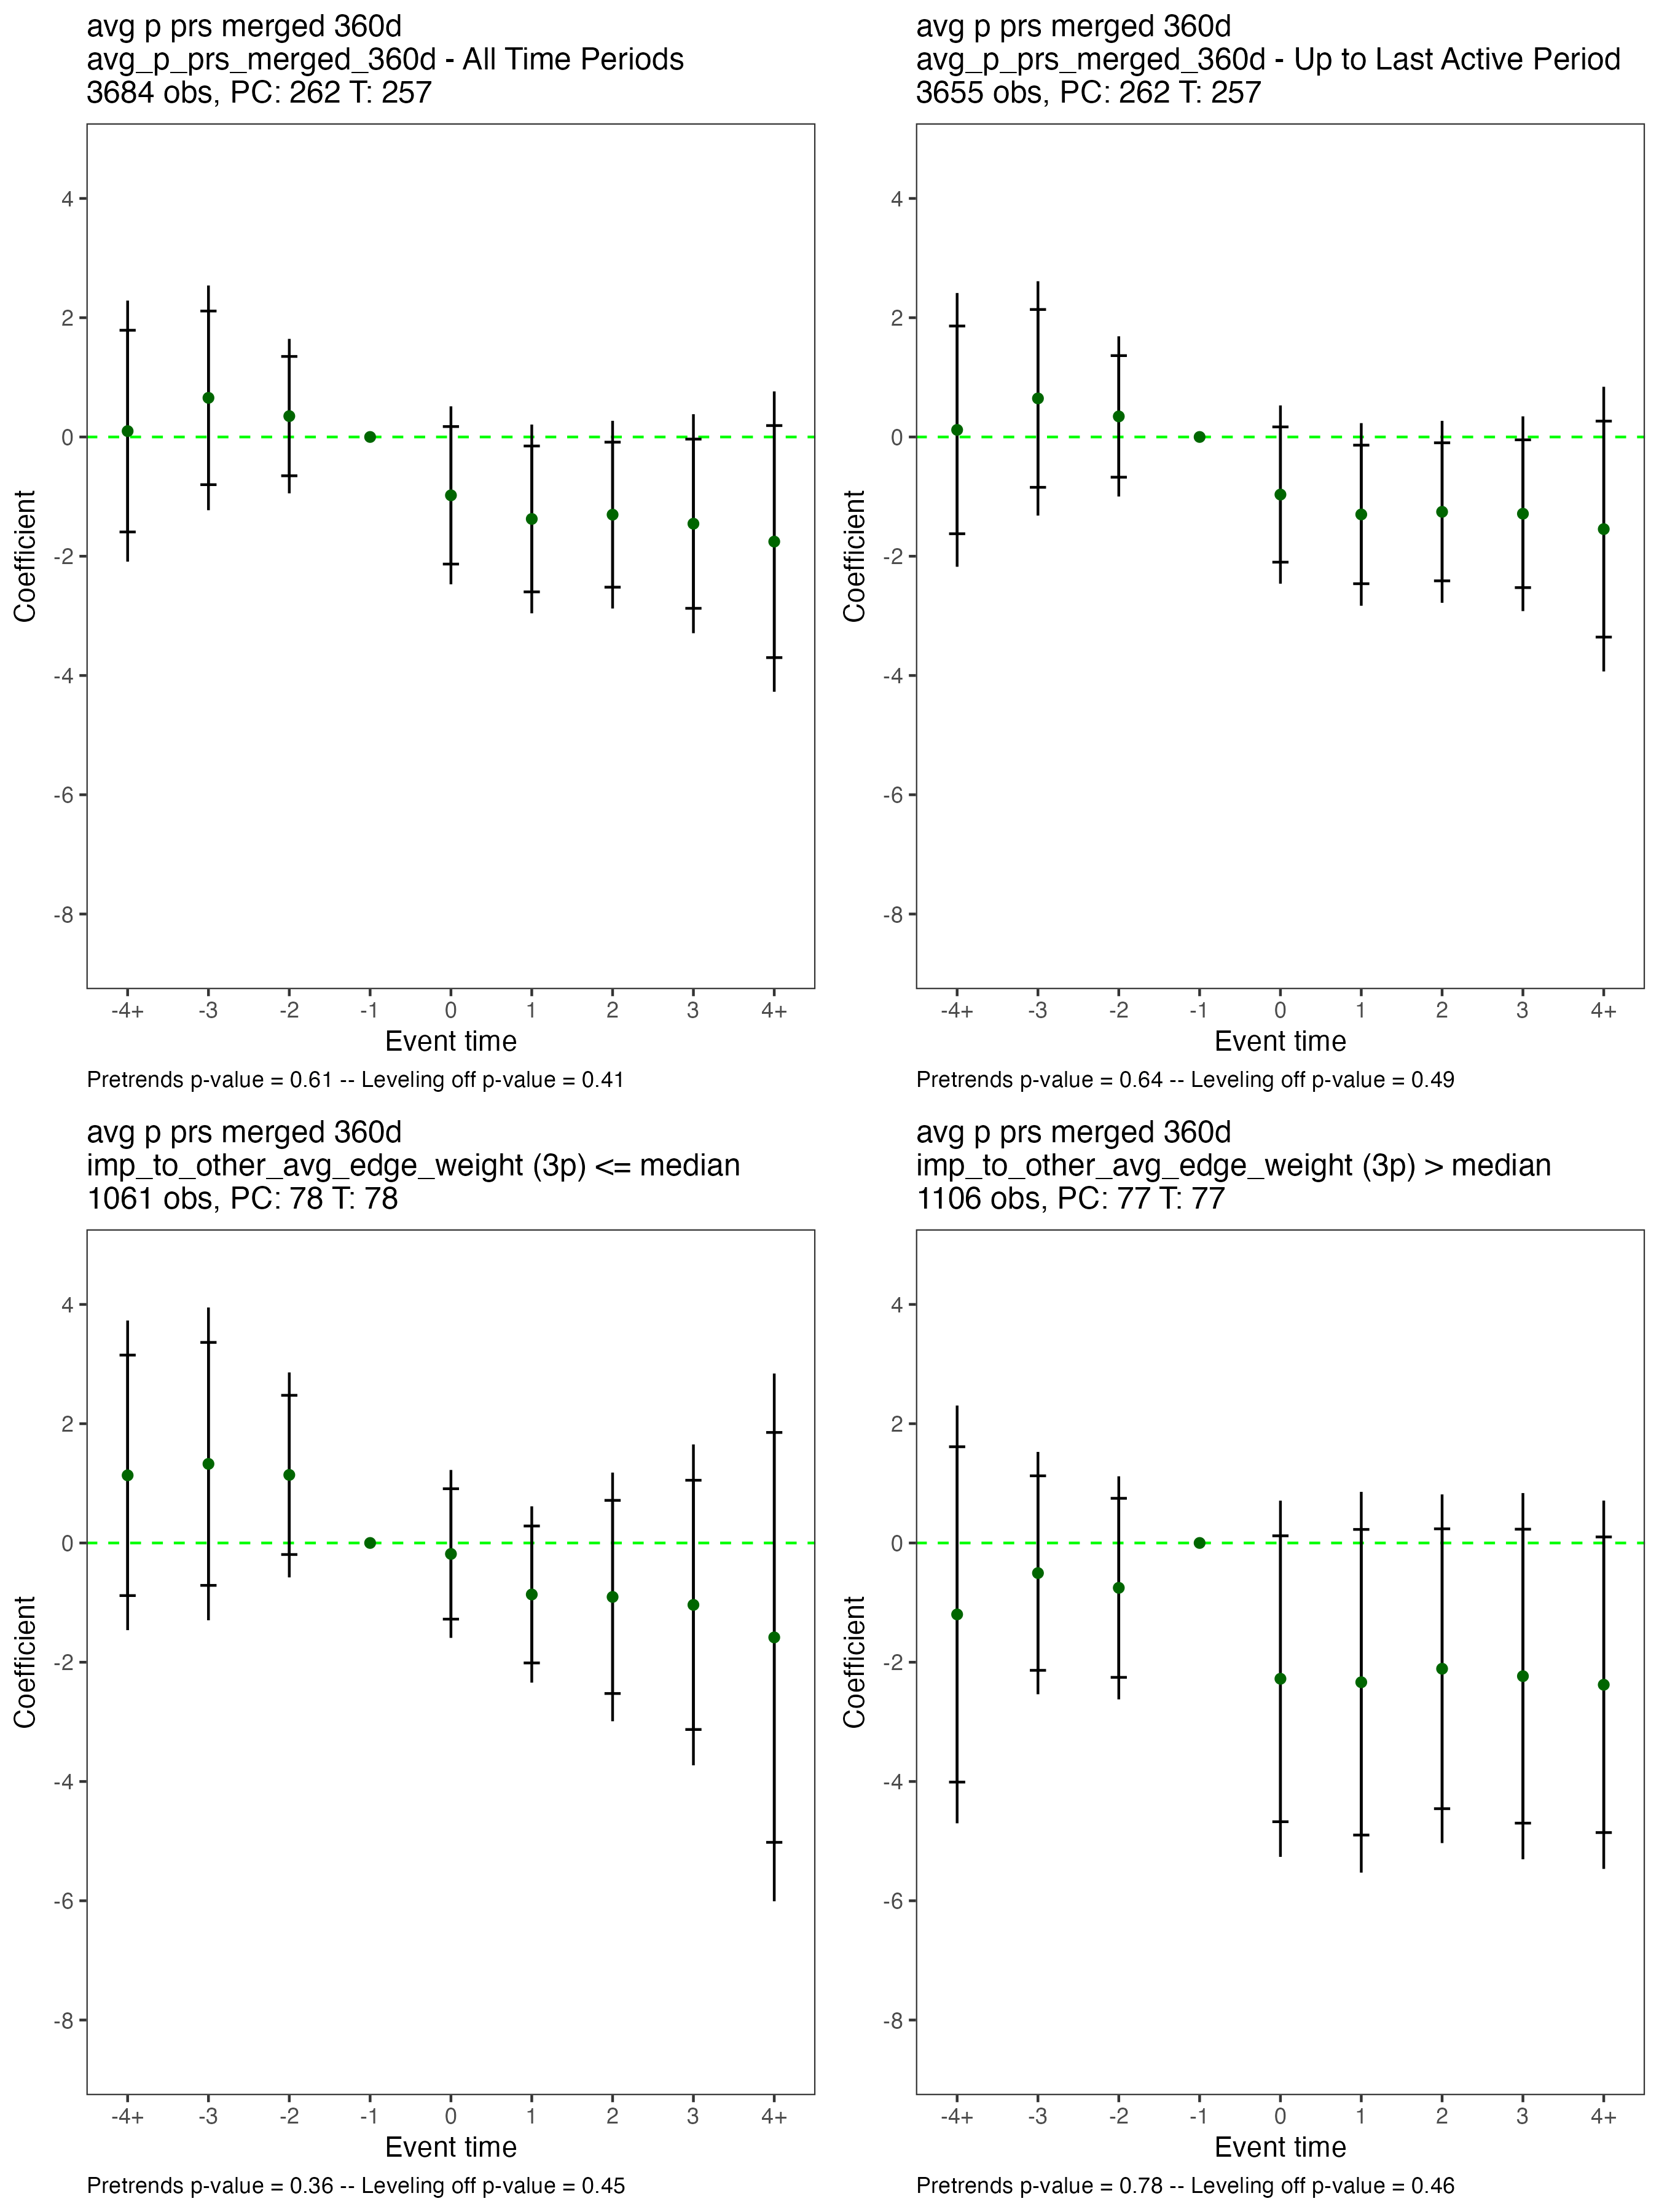 avg p prs merged 360d
avg_p_prs_merged_360d - All Time Periods
3684 obs, PC: 262 T: 257
Coefficient
4
2
0
-2
-4
-6
-8
-4+ -3 -2 -1 0 1 2 3 4+
Event time
Pretrends p-value = 0.61 -- Leveling off p-value = 0.41
avg p prs merged 360d
avg_p_prs_merged_360d - Up to Last Active Period
3655 obs, PC: 262 T: 257
Coefficient
4
2
0
-2
-4
-6
-8
-4+ -3 -2 -1 0 1 2 3 4+
Event time
Pretrends p-value = 0.64 -- Leveling off p-value = 0.49
avg p prs merged 360d
imp_to_other_avg_edge_weight (3p) <= median
1061 obs, PC: 78 T: 78
Coefficient
4
2
0
-2
-4
-6
-8
-4+ -3 -2 -1 0 1 2 3 4+
Event time
Pretrends p-value = 0.36 -- Leveling off p-value = 0.45
avg p prs merged 360d
imp_to_other_avg_edge_weight (3p) > median
1106 obs, PC: 77 T: 77
Coefficient
4
2
0
-2
-4
-6
-8
-4+ -3 -2 -1 0 1 2 3 4+
Event time
Pretrends p-value = 0.78 -- Leveling off p-value = 0.46